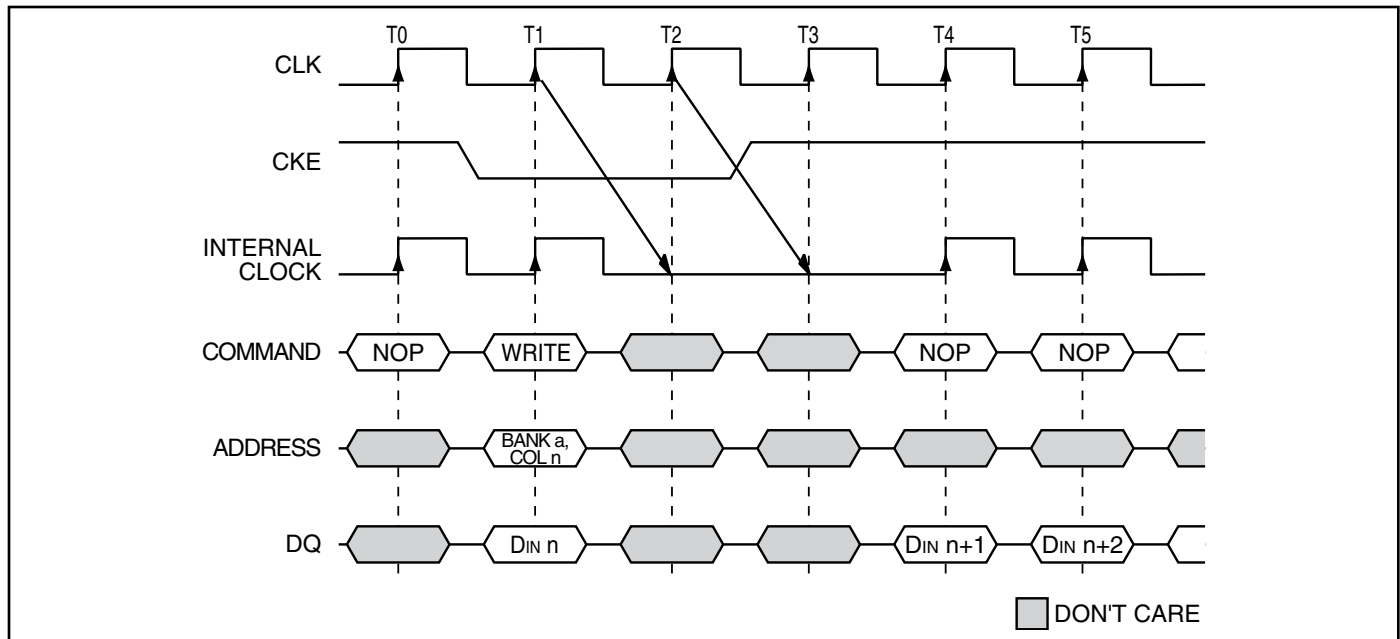 T0 T1 T2 T3 T4 T5
CLK
CKE
INTERNAL
CLOCK
COMMAND NOP WRITE NOP NOP
ADDRESS BANK a,
COL n
DQ DIN n DIN n+1 DIN n+2
DON'T CARE